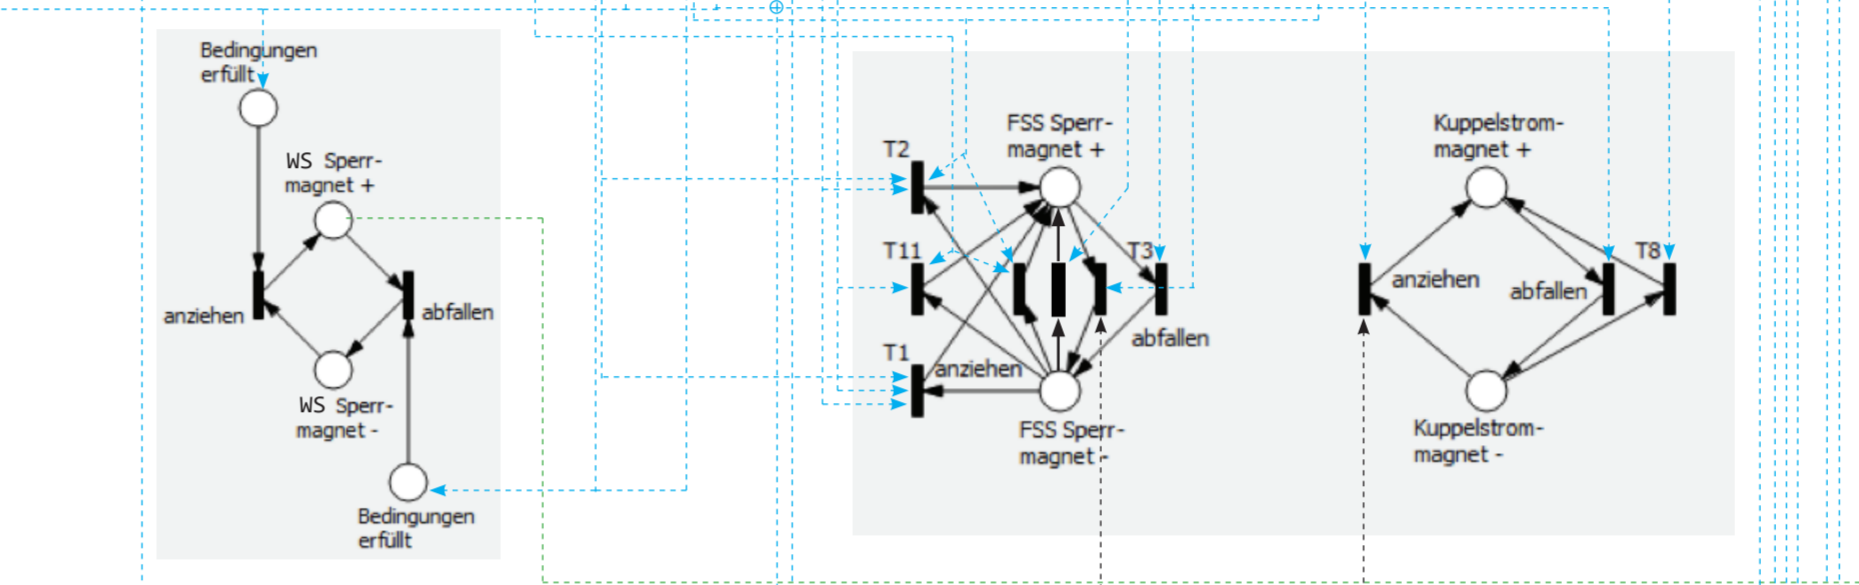 Bedingungen
erfüllt
WS Sperr-
magnet +
anziehen
abfallen
WS Sperr-
magnet -
Bedingungen
erfüllt
FSS Sperr-
magnet +
T2
T11
T3
T1
anziehen
abfallen
FSS Sperr-
magnet -
Kuppelstrom-
magnet +
T8
anziehen
abfallen
Kuppelstrom-
magnet -